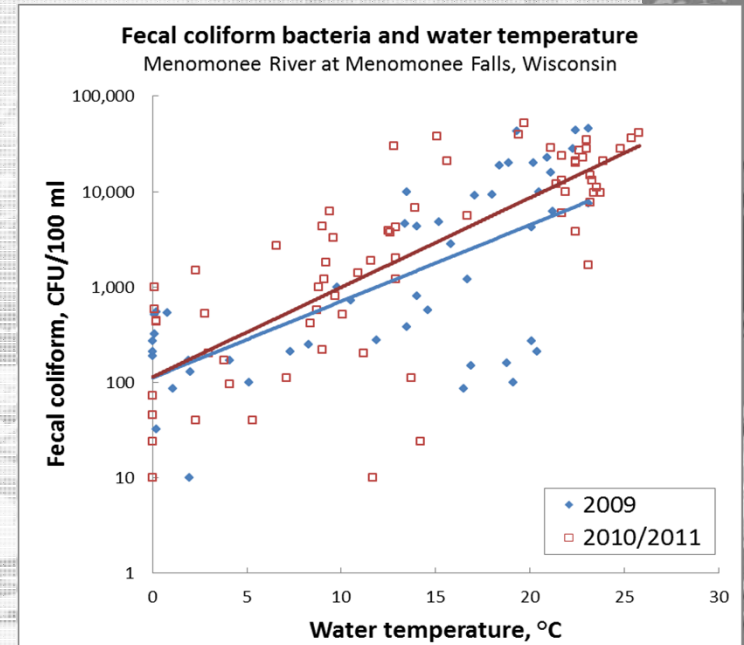 Fecal coliform bacteria and water temperature
Menomonee River at Menomonee Falls, Wisconsin
Fecal coliform, CFU/100 ml
100,000
10,000
1,000
100
10
1
0 5 10 15 20 25 30
Water temperature, °C
2009
2010/2011